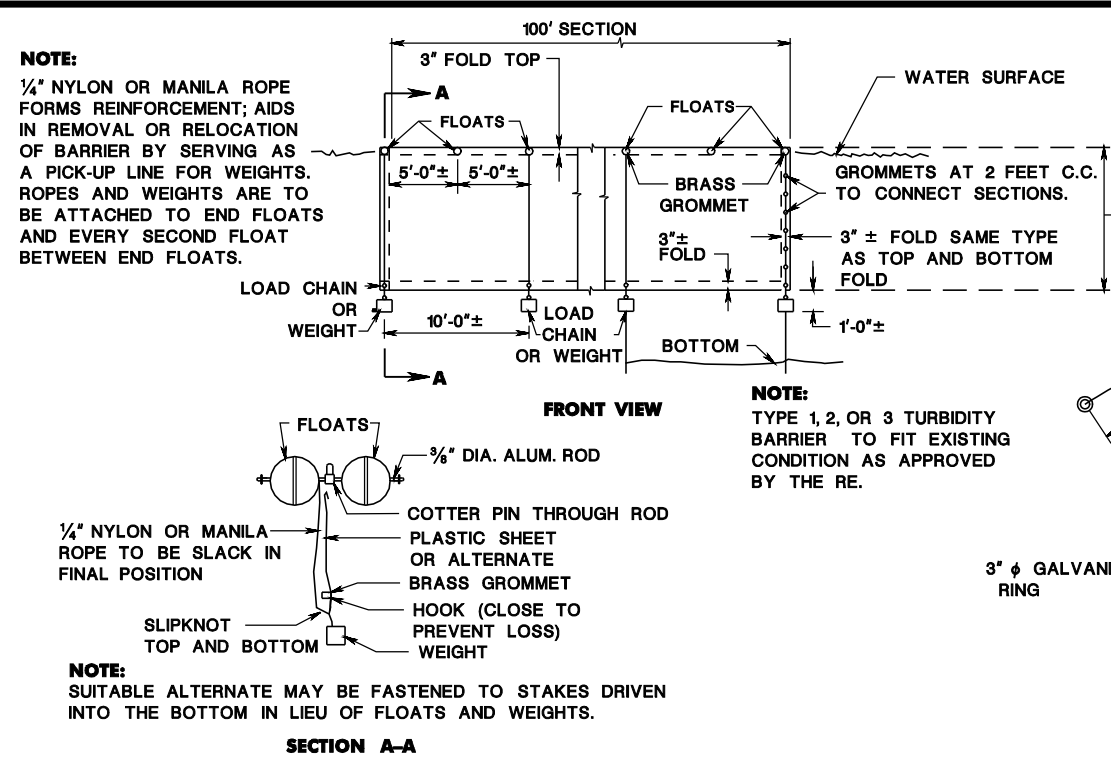 100' SECTION
NOTE:
1/4" NYLON OR MANILA ROPE
FORMS REINFORCEMENT; AIDS
IN REMOVAL OR RELOCATION
OF BARRIER BY SERVING AS
A PICK-UP LINE FOR WEIGHTS.
ROPES AND WEIGHTS ARE TO
BE ATTACHED TO END FLOATS
AND EVERY SECOND FLOAT
BETWEEN END FLOATS.
3" FOLD TOP
A
FLOATS
FLOATS
WATER SURFACE
5'-0"±
5'-0"±
BRASS
GROMMET
GROMMETS AT 2 FEET C.C.
TO CONNECT SECTIONS.
3"±
FOLD
3" ± FOLD SAME TYPE
AS TOP AND BOTTOM
FOLD
LOAD CHAIN
OR
WEIGHT
10'-0"±
LOAD
CHAIN
OR WEIGHT
1'-0"±
BOTTOM
A
FRONT VIEW
NOTE:
TYPE 1, 2, OR 3 TURBIDITY
BARRIER TO FIT EXISTING
CONDITION AS APPROVED
BY THE RE.
FLOATS
3/8" DIA. ALUM. ROD
COTTER PIN THROUGH ROD
1/4" NYLON OR MANILA
ROPE TO BE SLACK IN
FINAL POSITION
PLASTIC SHEET
OR ALTERNATE
BRASS GROMMET
HOOK (CLOSE TO
PREVENT LOSS)
SLIPKNOT
TOP AND BOTTOM
WEIGHT
3" ϕ GALVANI
RING
NOTE:
SUITABLE ALTERNATE MAY BE FASTENED TO STAKES DRIVEN
INTO THE BOTTOM IN LIEU OF FLOATS AND WEIGHTS.
SECTION A-A